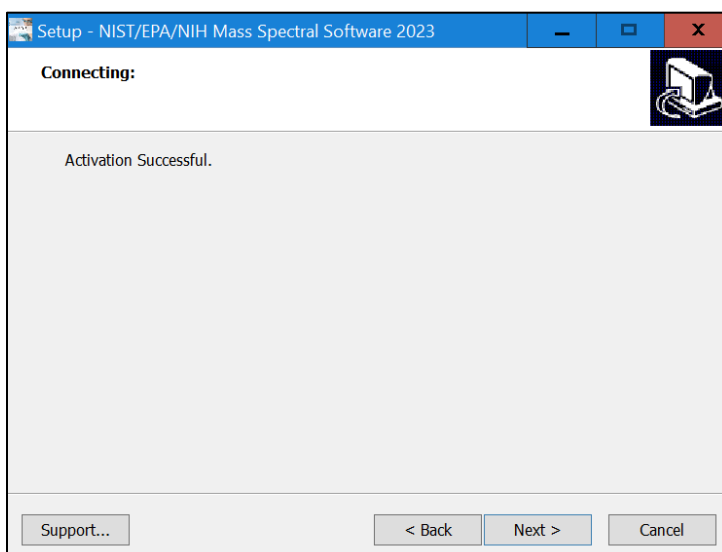 Setup - NIST/EPA/NIH Mass Spectral Software 2023
Connecting:
Activation Successful.
Support...
< Back
Next >
Cancel